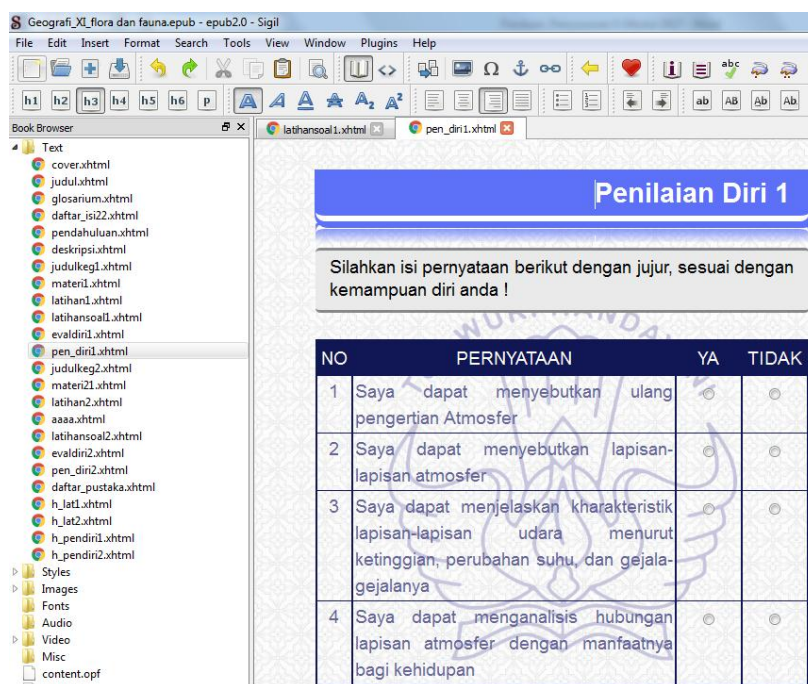 Geografi_XI_flora dan fauna.epub - epub2.0 - Sigil
File Edit Insert Format Search Tools View Window Plugins Help
h1 h2 h3 h4 h5 h6 p A A A A A₂ A² ab AB Ab Ab
Book Browser
latihansoal1.xhtml
pen_diri1.xhtml
Text
cover.xhtml
judul.xhtml
glosarium.xhtml
daftar_isi22.xhtml
pendahuluan.xhtml
deskripsi.xhtml
judulkeg1.xhtml
materi1.xhtml
latihan1.xhtml
latihansoal1.xhtml
evaldiri1.xhtml
pen_diri1.xhtml
judulkeg2.xhtml
materi21.xhtml
latihan2.xhtml
aaaa.xhtml
latihansoal2.xhtml
evaldiri2.xhtml
pen_diri2.xhtml
daftar_pustaka.xhtml
h_lat1.xhtml
h_lat2.xhtml
h_pendiri1.xhtml
h_pendiri2.xhtml
Styles
Images
Fonts
Audio
Video
Misc
content.opf
Penilaian Diri 1
Silahkan isi pernyataan berikut dengan jujur, sesuai dengan
kemampuan diri anda !
NO PERNYATAAN YA TIDAK
1 Saya dapat menyebutkan ulang
pengertian Atmosfer
2 Saya dapat menyebutkan lapisan-
lapisan atmosfer
3 Saya dapat menjelaskan kharakteristik
lapisan-lapisan udara menurut
ketinggian, perubahan suhu, dan gejala-
gejalanya
4 Saya dapat menganalisis hubungan
lapisan atmosfer dengan manfaatnya
bagi kehidupan